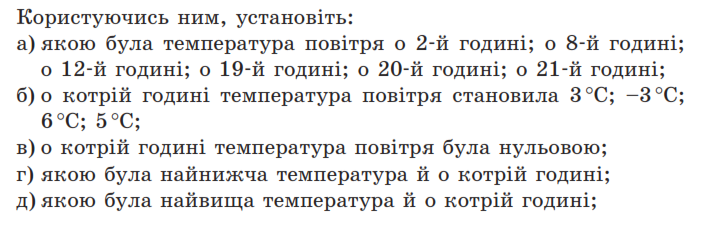 Користуючись ним, установіть:
а) якою була температура повітря о 2-й годині; о 8-й годині;
о 12-й годині; о 19-й годині; о 20-й годині; о 21-й годині;
б) о котрій годині температура повітря становила 3 °С; –3 °С;
6 °С; 5 °С;
в) о котрій годині температура повітря була нульовою;
г) якою була найнижча температура й о котрій годині;
д) якою була найвища температура й о котрій годині;